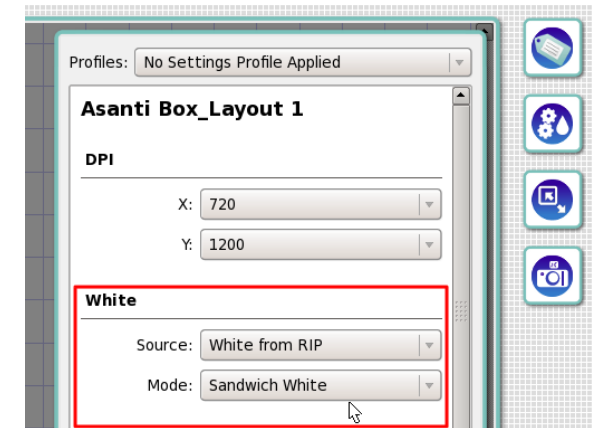 Profiles: No Settings Profile Applied
Asanti Box_Layout 1
DPI
X: 720
Y: 1200
White
Source: White from RIP
Mode: Sandwich White